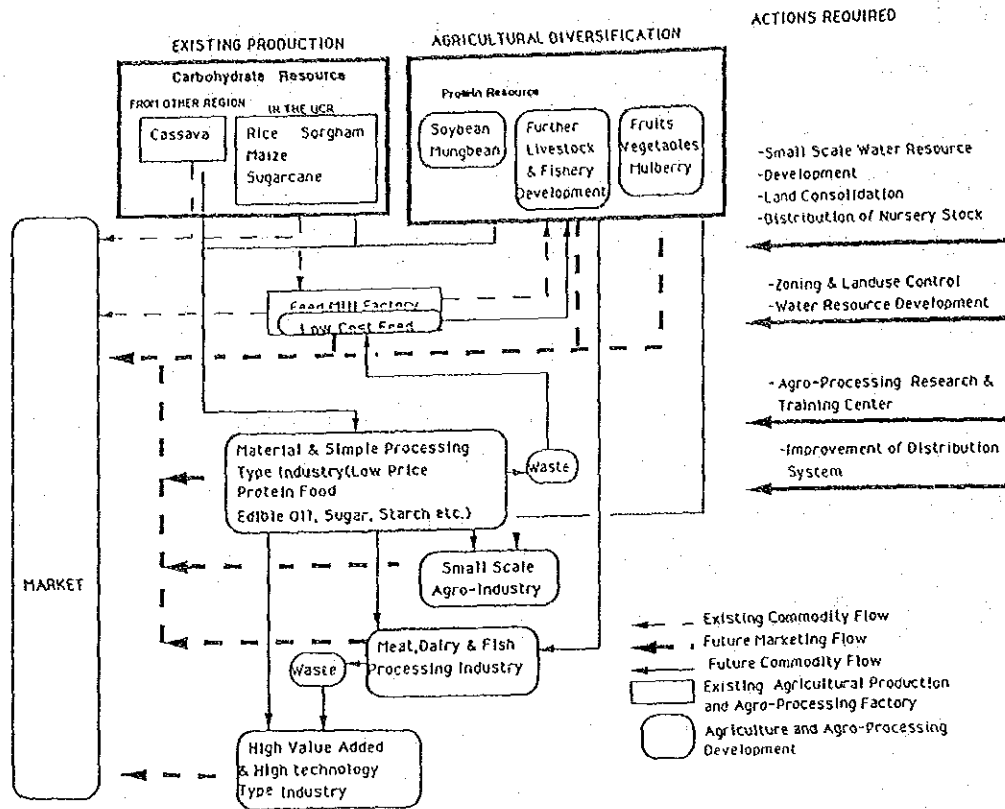 ACTIONS REQUIRED
EXISTING PRODUCTION
AGRICULTURAL DIVERSIFICATION
Carbohydrate Resource
FROM OTHER REGION
IN THE UCR
Cassava
Rice Sorgham
Maize
Sugarcane
Protein Resource
Soybean
Mungbean
Further
Livestock
& Fishery
Development
Fruits
Vegetables
Mulberry
-Small Scale Water Resource
-Development
-Land Consolidation
-Distribution of Nursery Stock
Feed Mill Factory
Low Cost Feed
-Zoning & Landuse Control
-Water Resource Development
-Agro-Processing Research &
Training Center
-Improvement of Distribution
System
Material & Simple Processing
Type Industry(Low Price
Protein Food
Edible Oil, Sugar, Starch etc.)
Waste
Small Scale
Agro-Industry
MARKET
Meat,Dairy & Fish
Processing Industry
Waste
High Value Added
& High technology
Type Industry
Existing Commodity Flow
Future Marketing Flow
Future Commodity Flow
Existing Agricultural Production
and Agro-Processing Factory
Agriculture and Agro-Processing
Development